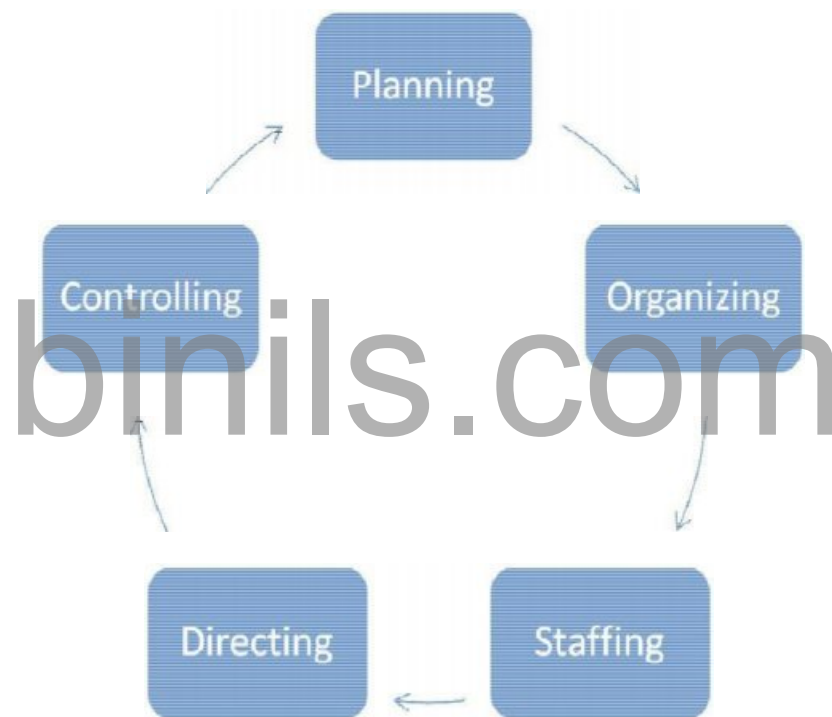 Planning
Controlling
Organizing
binils.com
Directing
Staffing